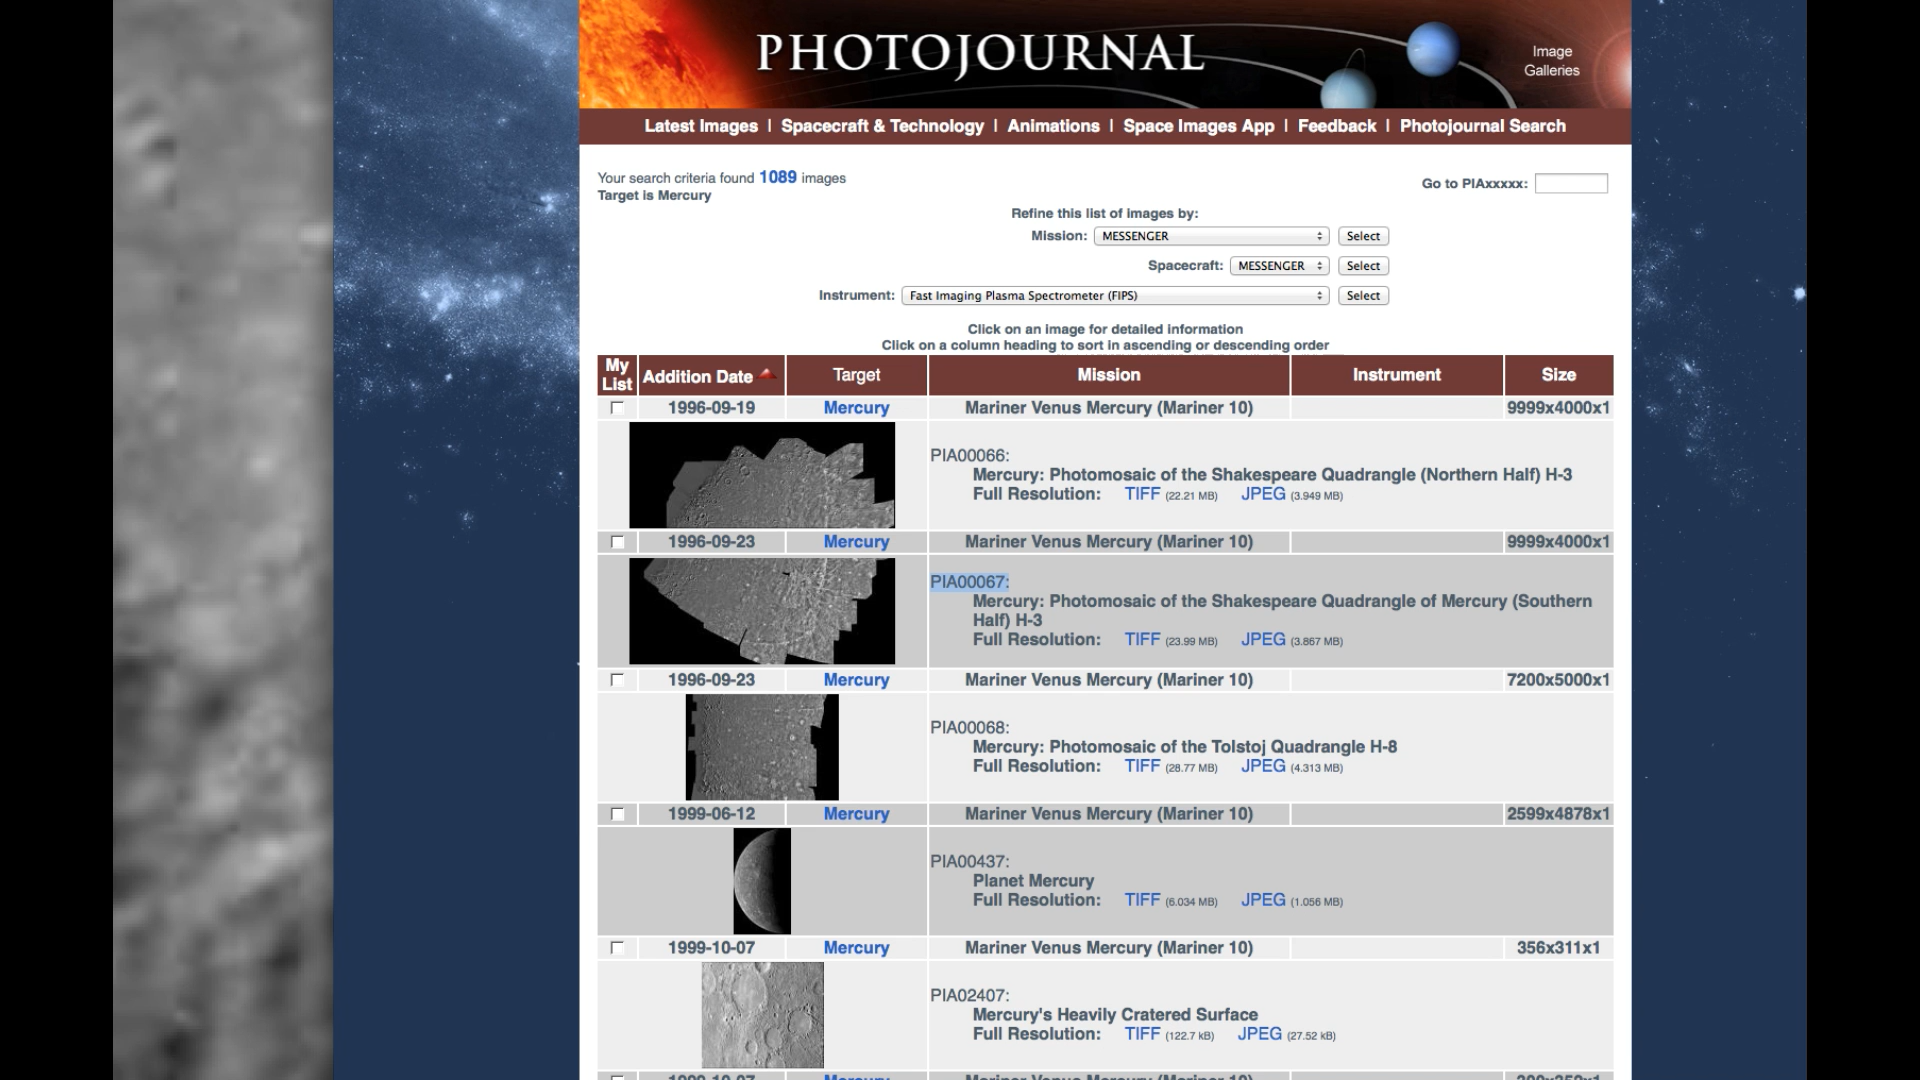 PHOTOJOURNAL
Image
Galleries
Latest Images | Spacecraft & Technology | Animations | Space Images App | Feedback | Photojournal Search
Your search criteria found 1089 images
Target is Mercury
Go to PIAxxxxx:
Refine this list of images by:
Mission: MESSENGER Select
Spacecraft: MESSENGER Select
Instrument: Fast Imaging Plasma Spectrometer (FIPS) Select
Click on an image for detailed information
Click on a column heading to sort in ascending or descending order
My List Addition Date Target Mission Instrument Size
1996-09-19 Mercury Mariner Venus Mercury (Mariner 10) 9999x4000x1
PIA00066:
Mercury: Photomosaic of the Shakespeare Quadrangle (Northern Half) H-3
Full Resolution: TIFF (22.21 MB) JPEG (3.949 MB)
1996-09-23 Mercury Mariner Venus Mercury (Mariner 10) 9999x4000x1
PIA00067:
Mercury: Photomosaic of the Shakespeare Quadrangle of Mercury (Southern
Half) H-3
Full Resolution: TIFF (23.99 MB) JPEG (3.867 MB)
1996-09-23 Mercury Mariner Venus Mercury (Mariner 10) 7200x5000x1
PIA00068:
Mercury: Photomosaic of the Tolstoj Quadrangle H-8
Full Resolution: TIFF (28.77 MB) JPEG (4.313 MB)
1999-06-12 Mercury Mariner Venus Mercury (Mariner 10) 2599x4878x1
PIA00437:
Planet Mercury
Full Resolution: TIFF (6.034 MB) JPEG (1.056 MB)
1999-10-07 Mercury Mariner Venus Mercury (Mariner 10) 356x311x1
PIA02407:
Mercury's Heavily Cratered Surface
Full Resolution: TIFF (122.7 kB) JPEG (27.52 kB)
1999-10-07 Mercury Mariner Venus Mercury (Mariner 10)